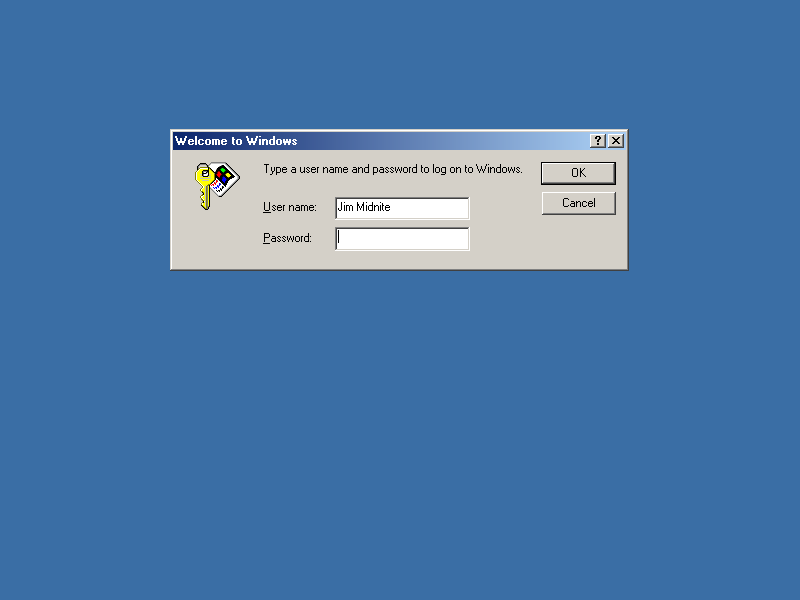 Welcome to Windows
Type a user name and password to log on to Windows.
OK
User name: Jim Midnite
Cancel
Password: